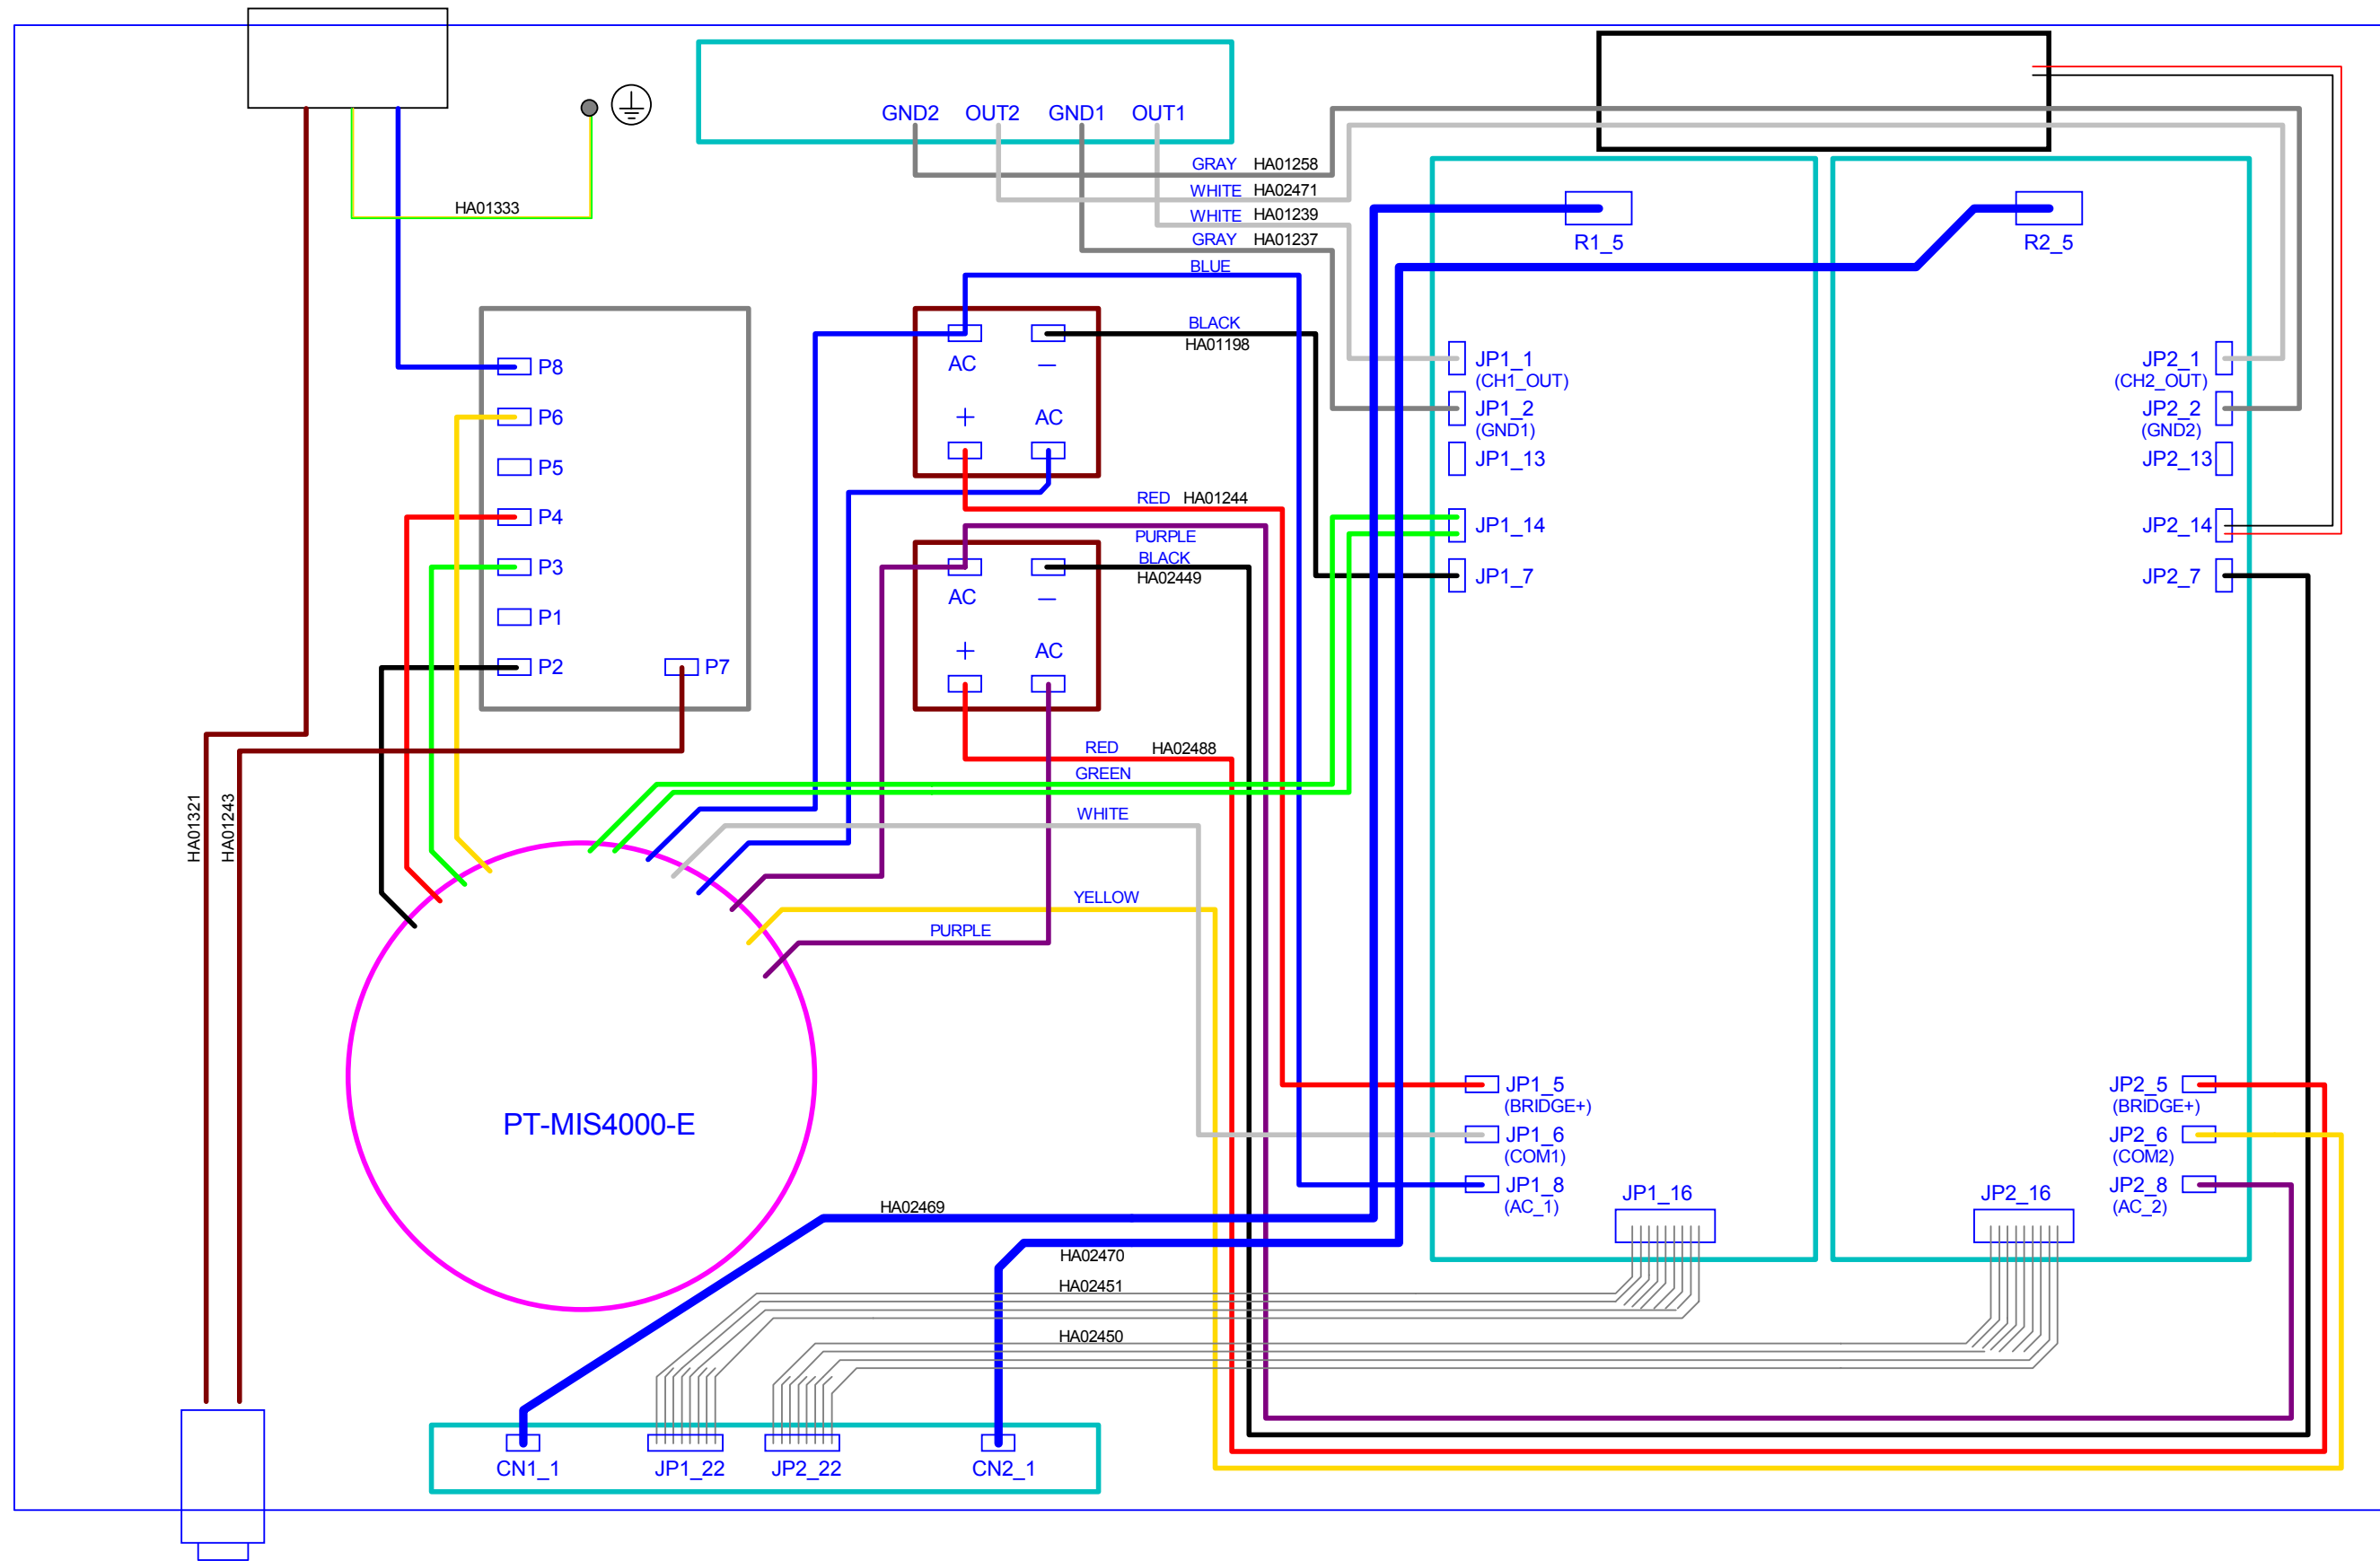 GND2 OUT2 GND1 OUT1
GRAY HA01258
WHITE HA02471
WHITE HA01239
GRAY HA01237
BLUE
HA01333
R1_5
R2_5
BLACK
HA01198
AC —
+ AC
P8
P6
P5
P4
P3
P1
P2
P7
JP1_1
(CH1_OUT)
JP1_2
(GND1)
JP1_13
JP1_14
JP1_7
JP2_1
(CH2_OUT)
JP2_2
(GND2)
JP2_13
JP2_14
JP2_7
RED HA01244
PURPLE
BLACK
HA02449
AC —
+ AC
RED HA02488
GREEN
WHITE
YELLOW
PURPLE
HA01321
HA01243
PT-MIS4000-E
JP1_5
(BRIDGE+)
JP1_6
(COM1)
JP1_8
(AC_1)
JP1_16
JP2_16
JP2_5
(BRIDGE+)
JP2_6
(COM2)
JP2_8
(AC_2)
HA02469
HA02470
HA02451
HA02450
CN1_1 JP1_22 JP2_22 CN2_1